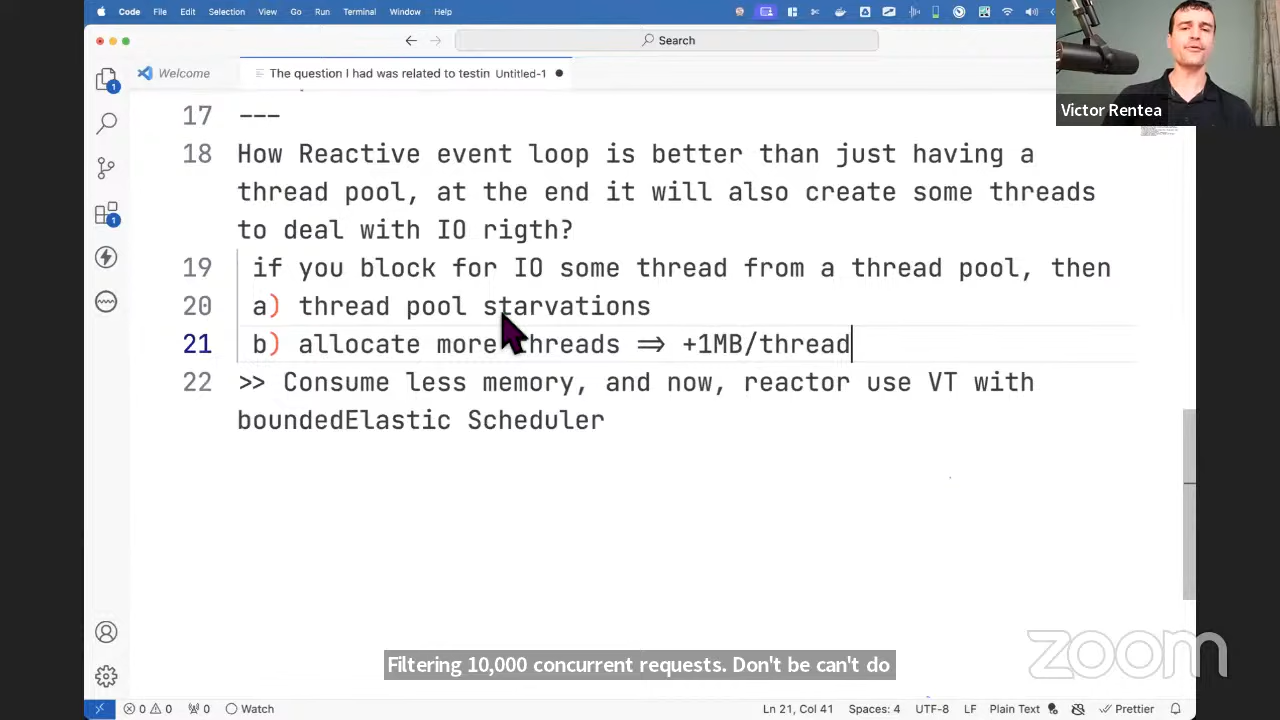 Code File Edit Selection View Go Run Terminal Window Help
Search
Welcome
The question I had was related to testin Untitled-1
Victor Rentea
17 ---
18 How Reactive event loop is better than just having a
thread pool, at the end it will also create some threads
to deal with IO rigth?
19 if you block for IO some thread from a thread pool, then
20 a) thread pool starvations
21 b) allocate more threads => +1MB/thread
22 >> Consume less memory, and now, reactor use VT with
boundedElastic Scheduler
Filtering 10,000 concurrent requests. Don't be can't do
zoom
0 0 0 Watch Ln 21, Col 41 Spaces: 4 UTF-8 LF Plain Text Prettier